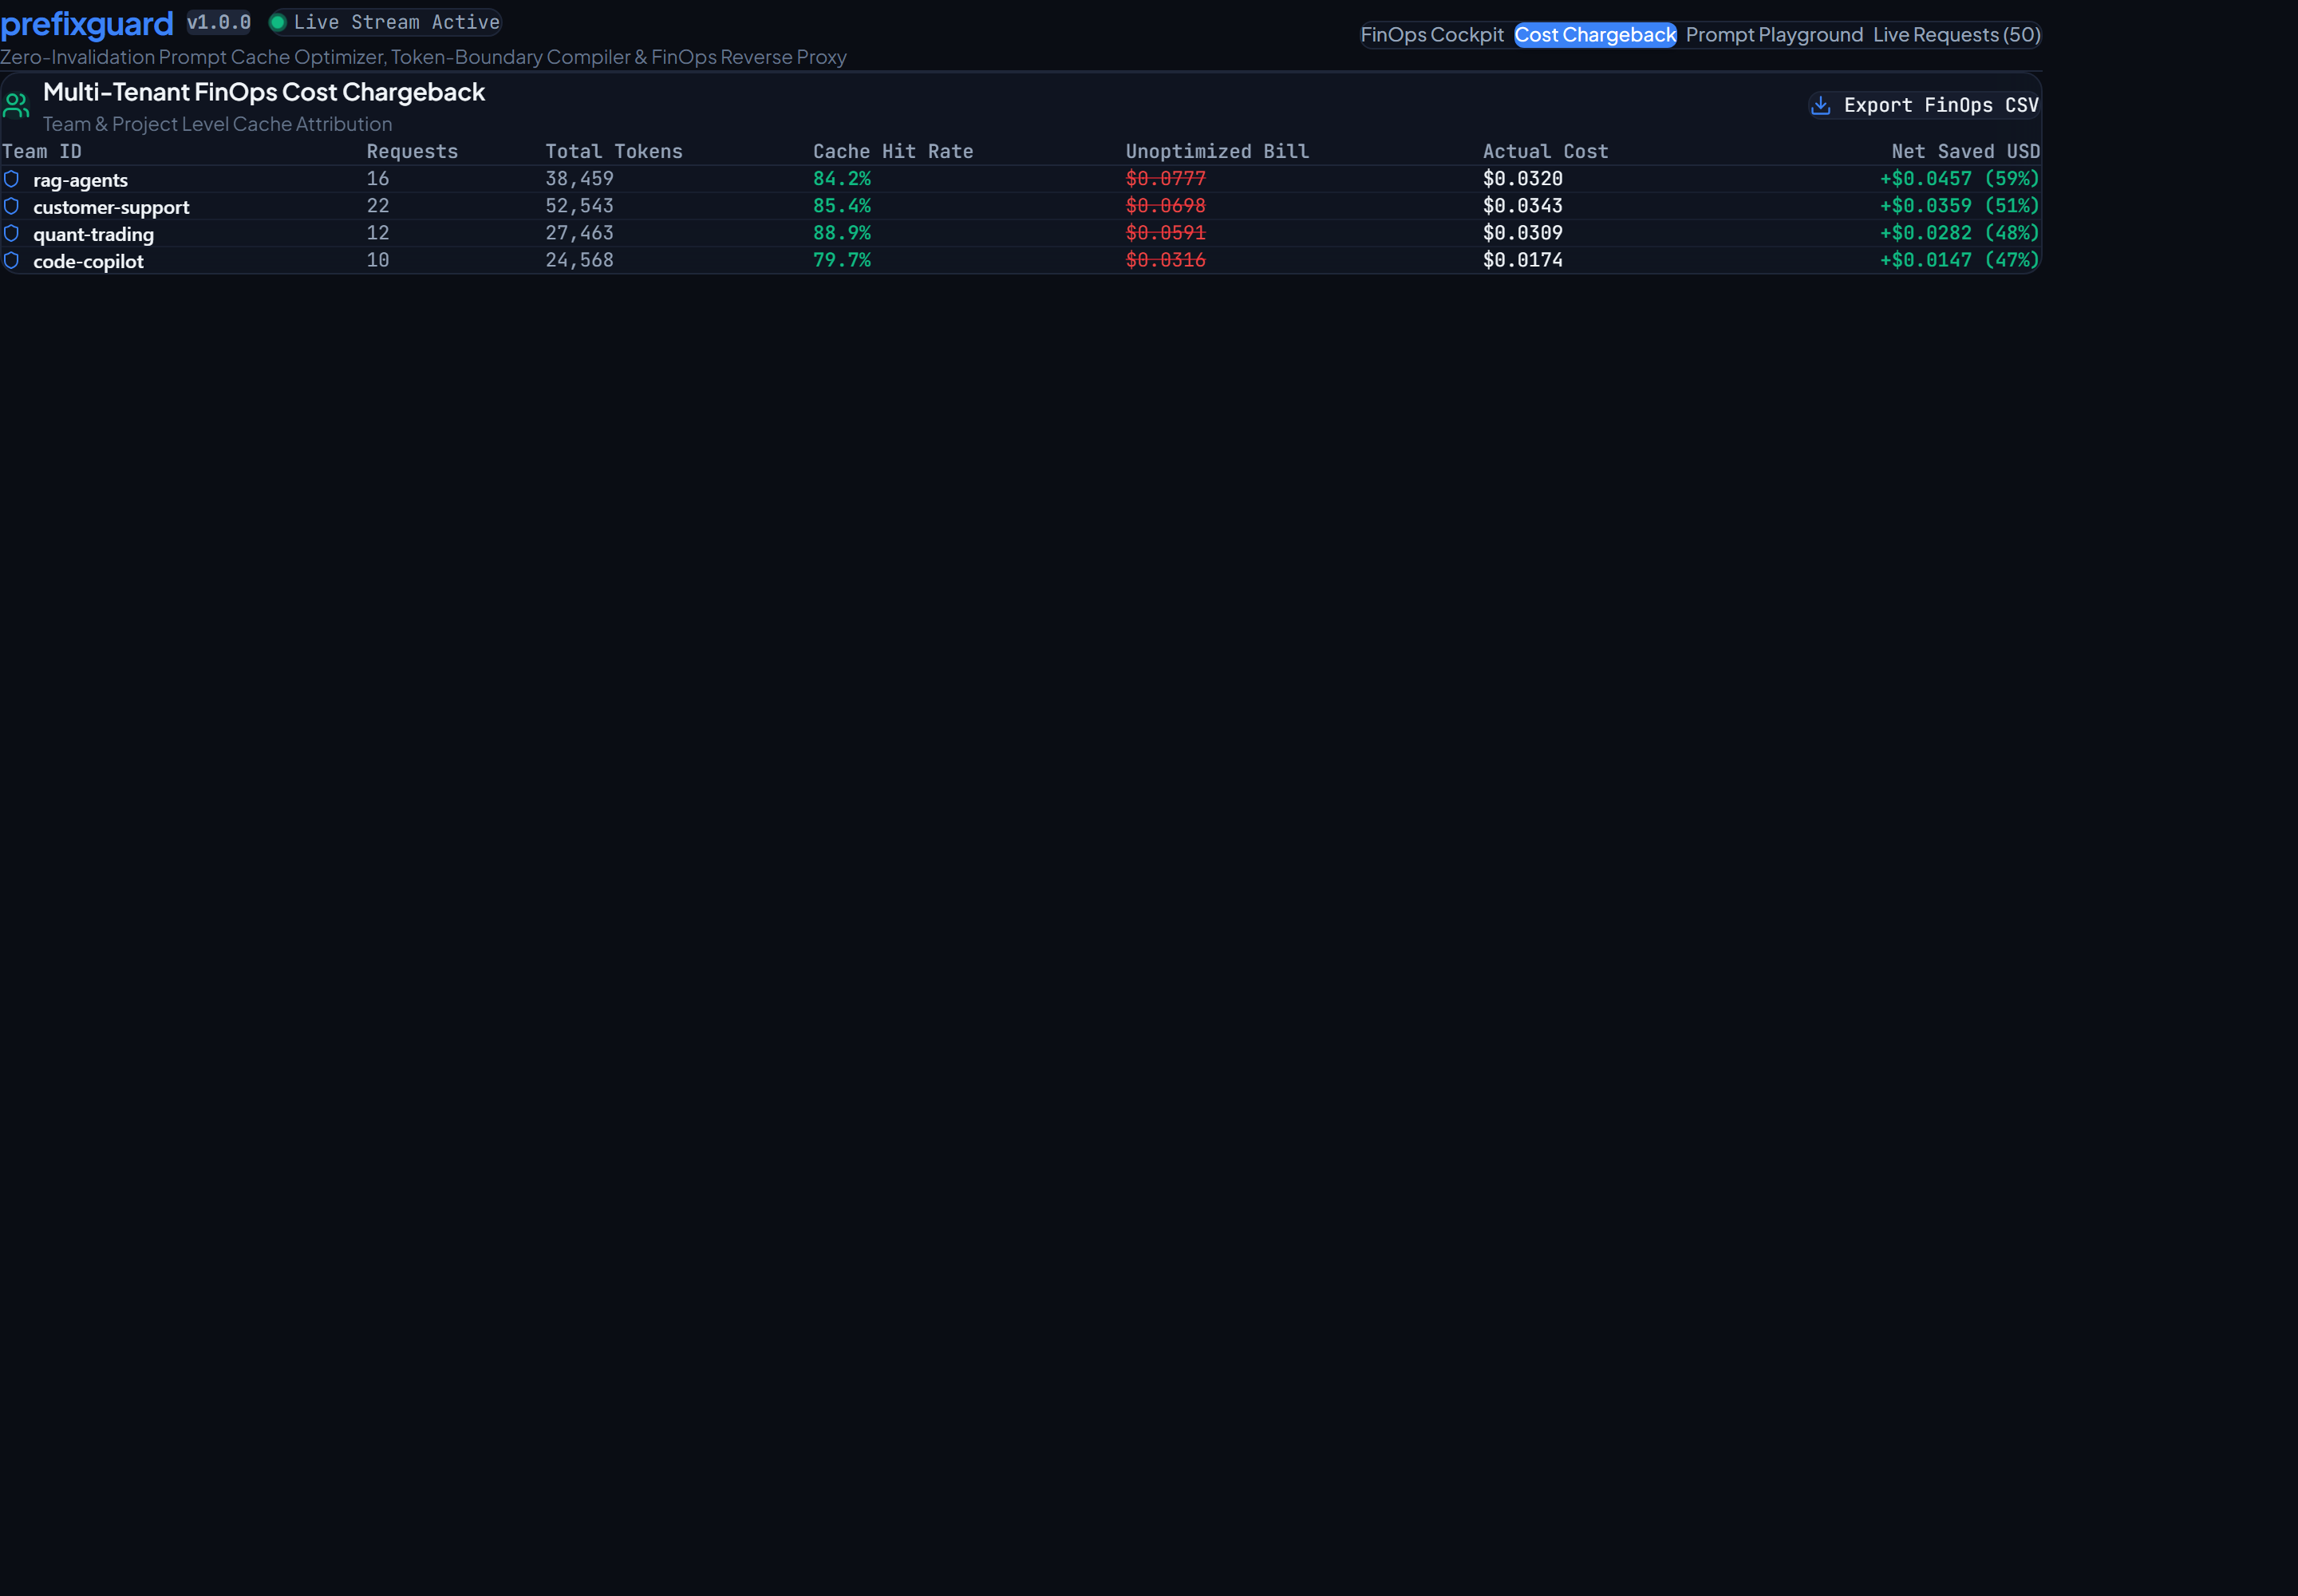 prefixguard v1.0.0 Live Stream Active
Zero-Invalidation Prompt Cache Optimizer, Token-Boundary Compiler & FinOps Reverse Proxy
FinOps Cockpit Cost Chargeback Prompt Playground Live Requests (50)
Multi-Tenant FinOps Cost Chargeback
Team & Project Level Cache Attribution
Export FinOps CSV
Team ID Requests Total Tokens Cache Hit Rate Unoptimized Bill Actual Cost Net Saved USD
rag-agents 16 38,459 84.2% $0.0777 $0.0320 +$0.0457 (59%)
customer-support 22 52,543 85.4% $0.0698 $0.0343 +$0.0359 (51%)
quant-trading 12 27,463 88.9% $0.0591 $0.0309 +$0.0282 (48%)
code-copilot 10 24,568 79.7% $0.0316 $0.0174 +$0.0147 (47%)